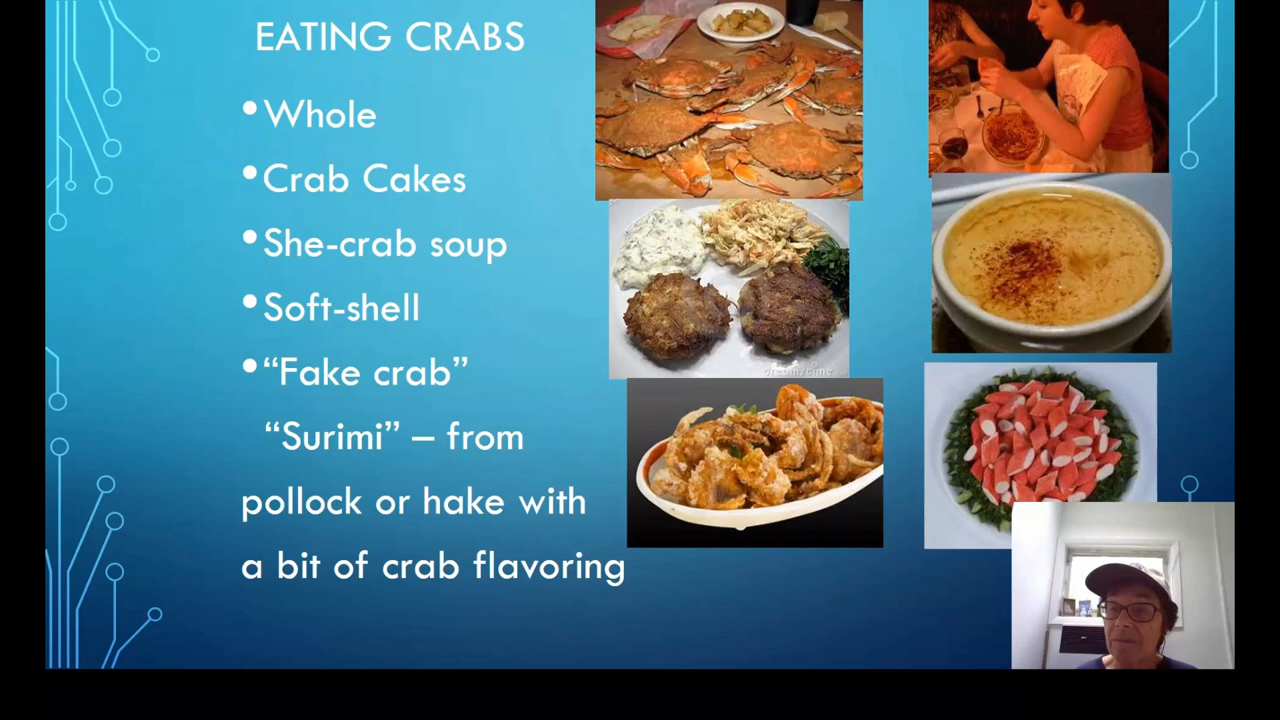 EATING CRABS
•Whole
•Crab Cakes
•She-crab soup
•Soft-shell
•“Fake crab”
“Surimi” – from
pollock or hake with
a bit of crab flavoring
dreamstime